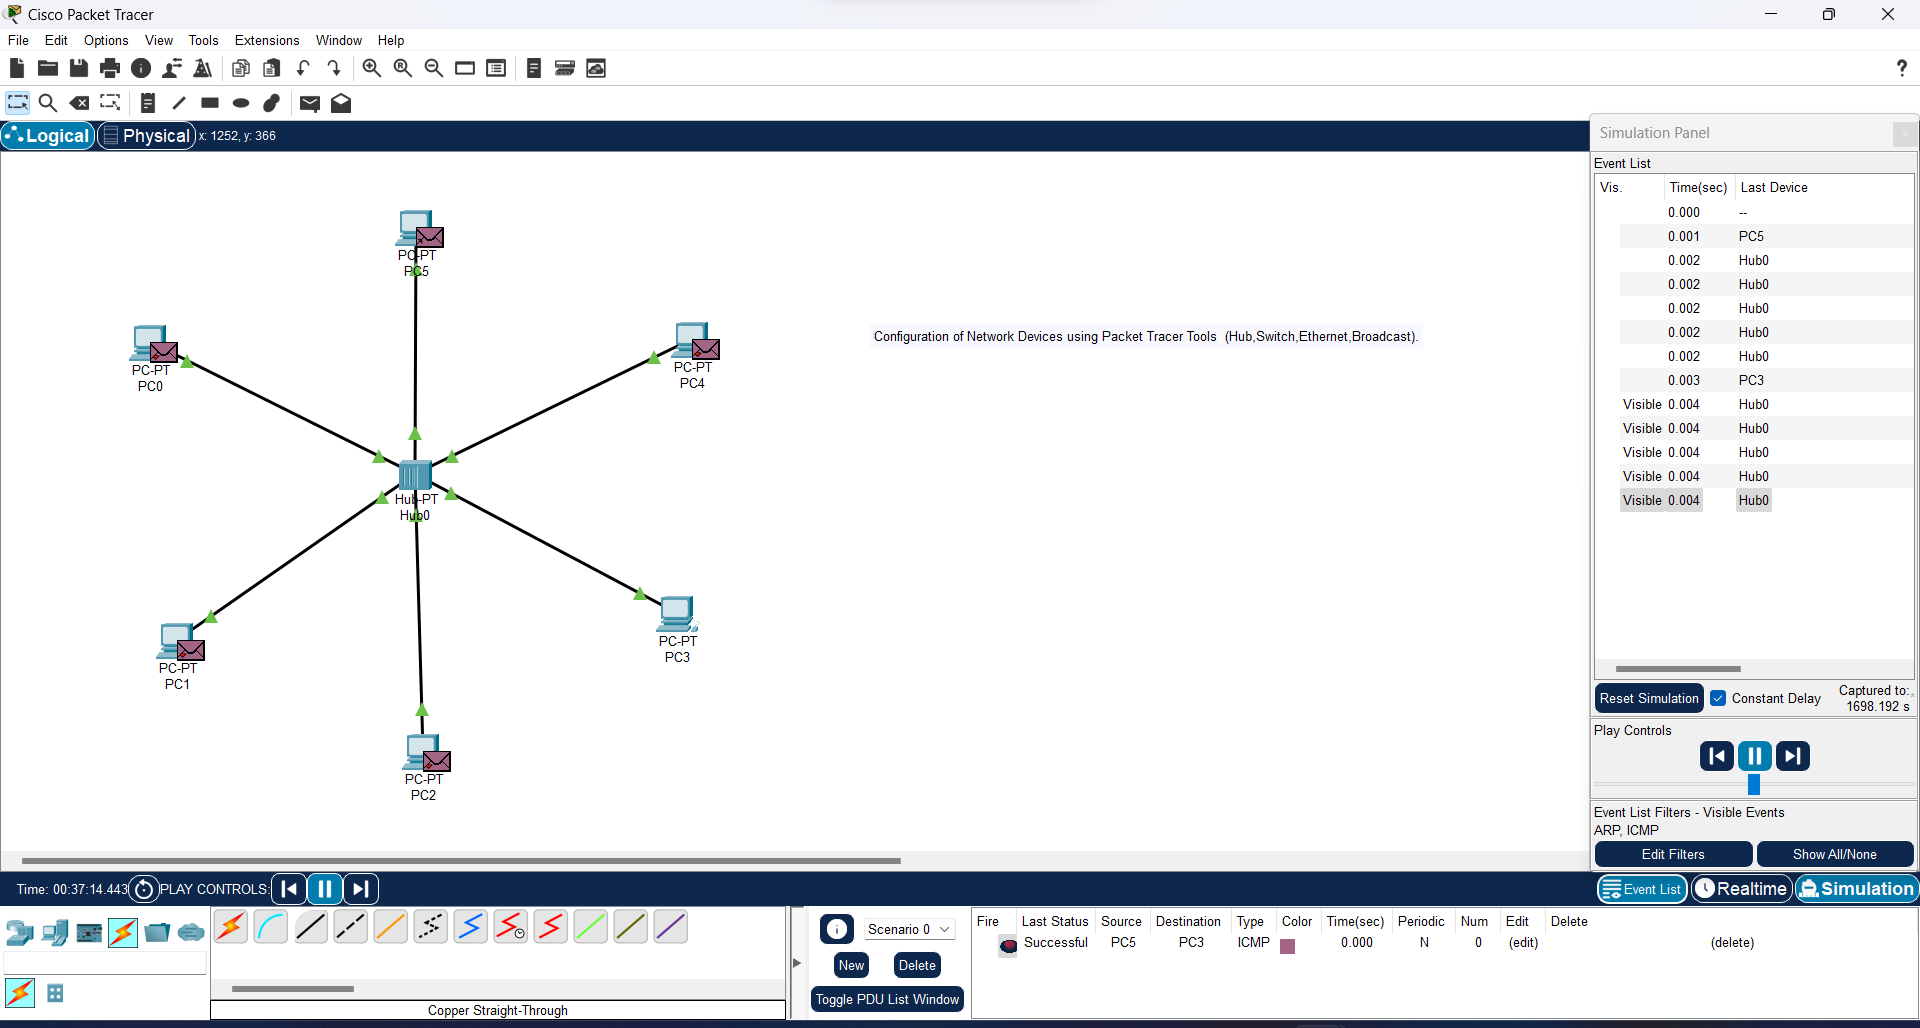 Cisco Packet Tracer
File Edit Options View Tools Extensions Window Help
?
Logical Physical x: 1252, y: 366
Configuration of Network Devices using Packet Tracer Tools (Hub,Switch,Ethernet,Broadcast).
PC-PT
PC5
PC-PT
PC0
PC-PT
PC4
Hub-PT
Hub0
PC-PT
PC3
PC-PT
PC1
PC-PT
PC2
Simulation Panel
Event List
Vis. Time(sec) Last Device
0.000 --
0.001 PC5
0.002 Hub0
0.002 Hub0
0.002 Hub0
0.002 Hub0
0.002 Hub0
0.003 PC3
Visible 0.004 Hub0
Visible 0.004 Hub0
Visible 0.004 Hub0
Visible 0.004 Hub0
Visible 0.004 Hub0
Reset Simulation Constant Delay Captured to:
1698.192 s
Play Controls
Event List Filters - Visible Events
ARP, ICMP
Edit Filters Show All/None
Time: 00:37:14.443 PLAY CONTROLS: Event List Realtime Simulation
Scenario 0
New Delete
Toggle PDU List Window
Fire Last Status Source Destination Type Color Time(sec) Periodic Num Edit Delete
Successful PC5 PC3 ICMP 0.000 N 0 (edit) (delete)
Copper Straight-Through